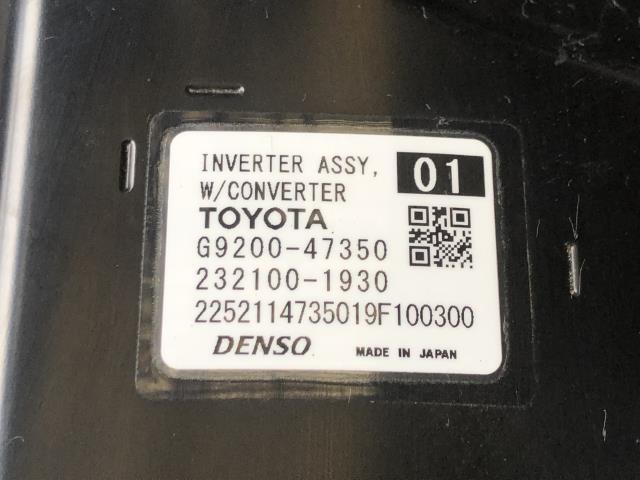 INVERTER ASSY, 01
W/CONVERTER
TOYOTA
G9200-47350
232100-1930
2252114735019F100300
DENSO MADE IN JAPAN